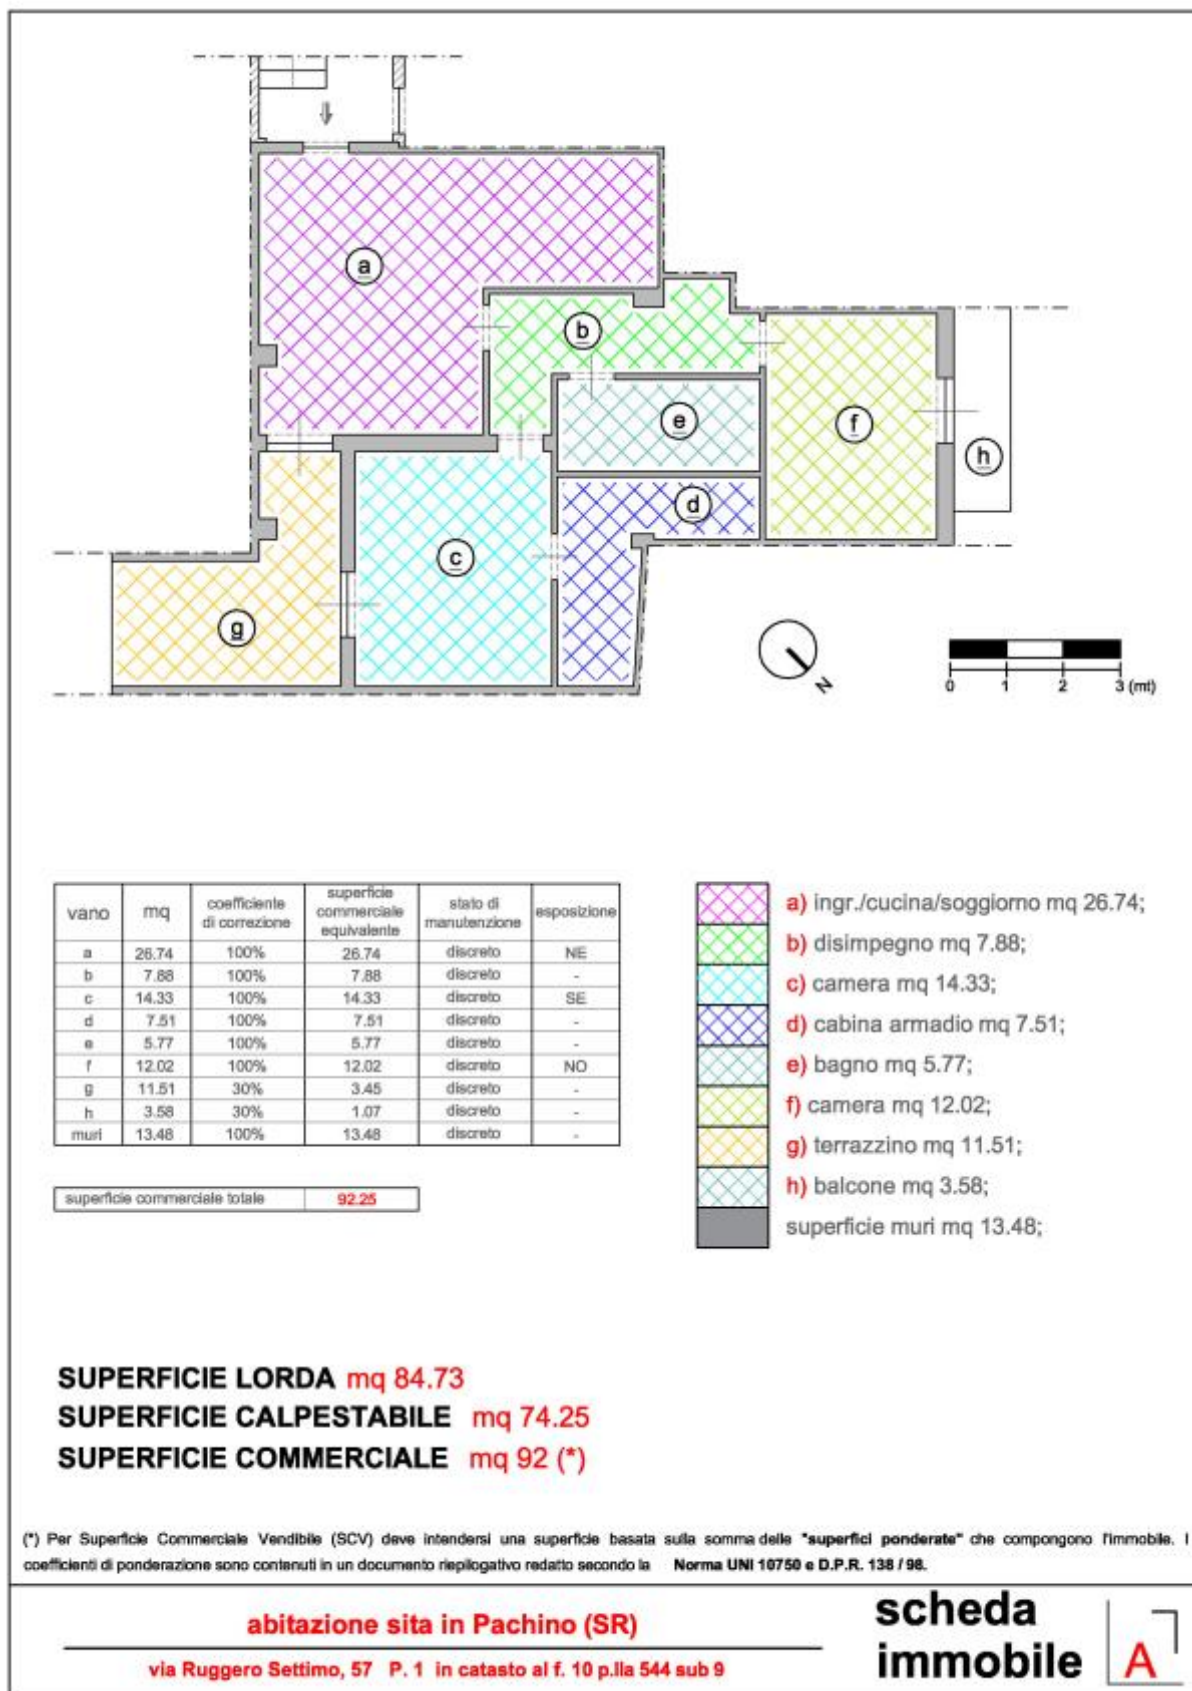 a
b
e
f
h
d
c
g
N
0 1 2 3 (mt)
vano mq coefficiente di correzione superficie commerciale equivalente stato di manutenzione esposizione
a 26.74 100% 26.74 discreto NE
b 7.88 100% 7.88 discreto -
c 14.33 100% 14.33 discreto SE
d 7.51 100% 7.51 discreto -
e 5.77 100% 5.77 discreto -
f 12.02 100% 12.02 discreto NO
g 11.51 30% 3.45 discreto -
h 3.58 30% 1.07 discreto -
muri 13.48 100% 13.48 discreto -
superficie commerciale totale 92.25
a) ingr./cucina/soggiorno mq 26.74;
b) disimpegno mq 7.88;
c) camera mq 14.33;
d) cabina armadio mq 7.51;
e) bagno mq 5.77;
f) camera mq 12.02;
g) terrazzino mq 11.51;
h) balcone mq 3.58;
superficie muri mq 13.48;
SUPERFICIE LORDA mq 84.73
SUPERFICIE CALPESTABILE mq 74.25
SUPERFICIE COMMERCIALE mq 92 (*)
(*) Per Superficie Commerciale Vendibile (SCV) deve intendersi una superficie basata sulla somma delle "superfici ponderate" che compongono l'immobile. I
coefficienti di ponderazione sono contenuti in un documento riepilogativo redatto secondo la Norma UNI 10750 e D.P.R. 138 / 98.
abitazione sita in Pachino (SR)
via Ruggero Settimo, 57 P. 1 in catasto al f. 10 p.lla 544 sub 9
scheda
immobile A